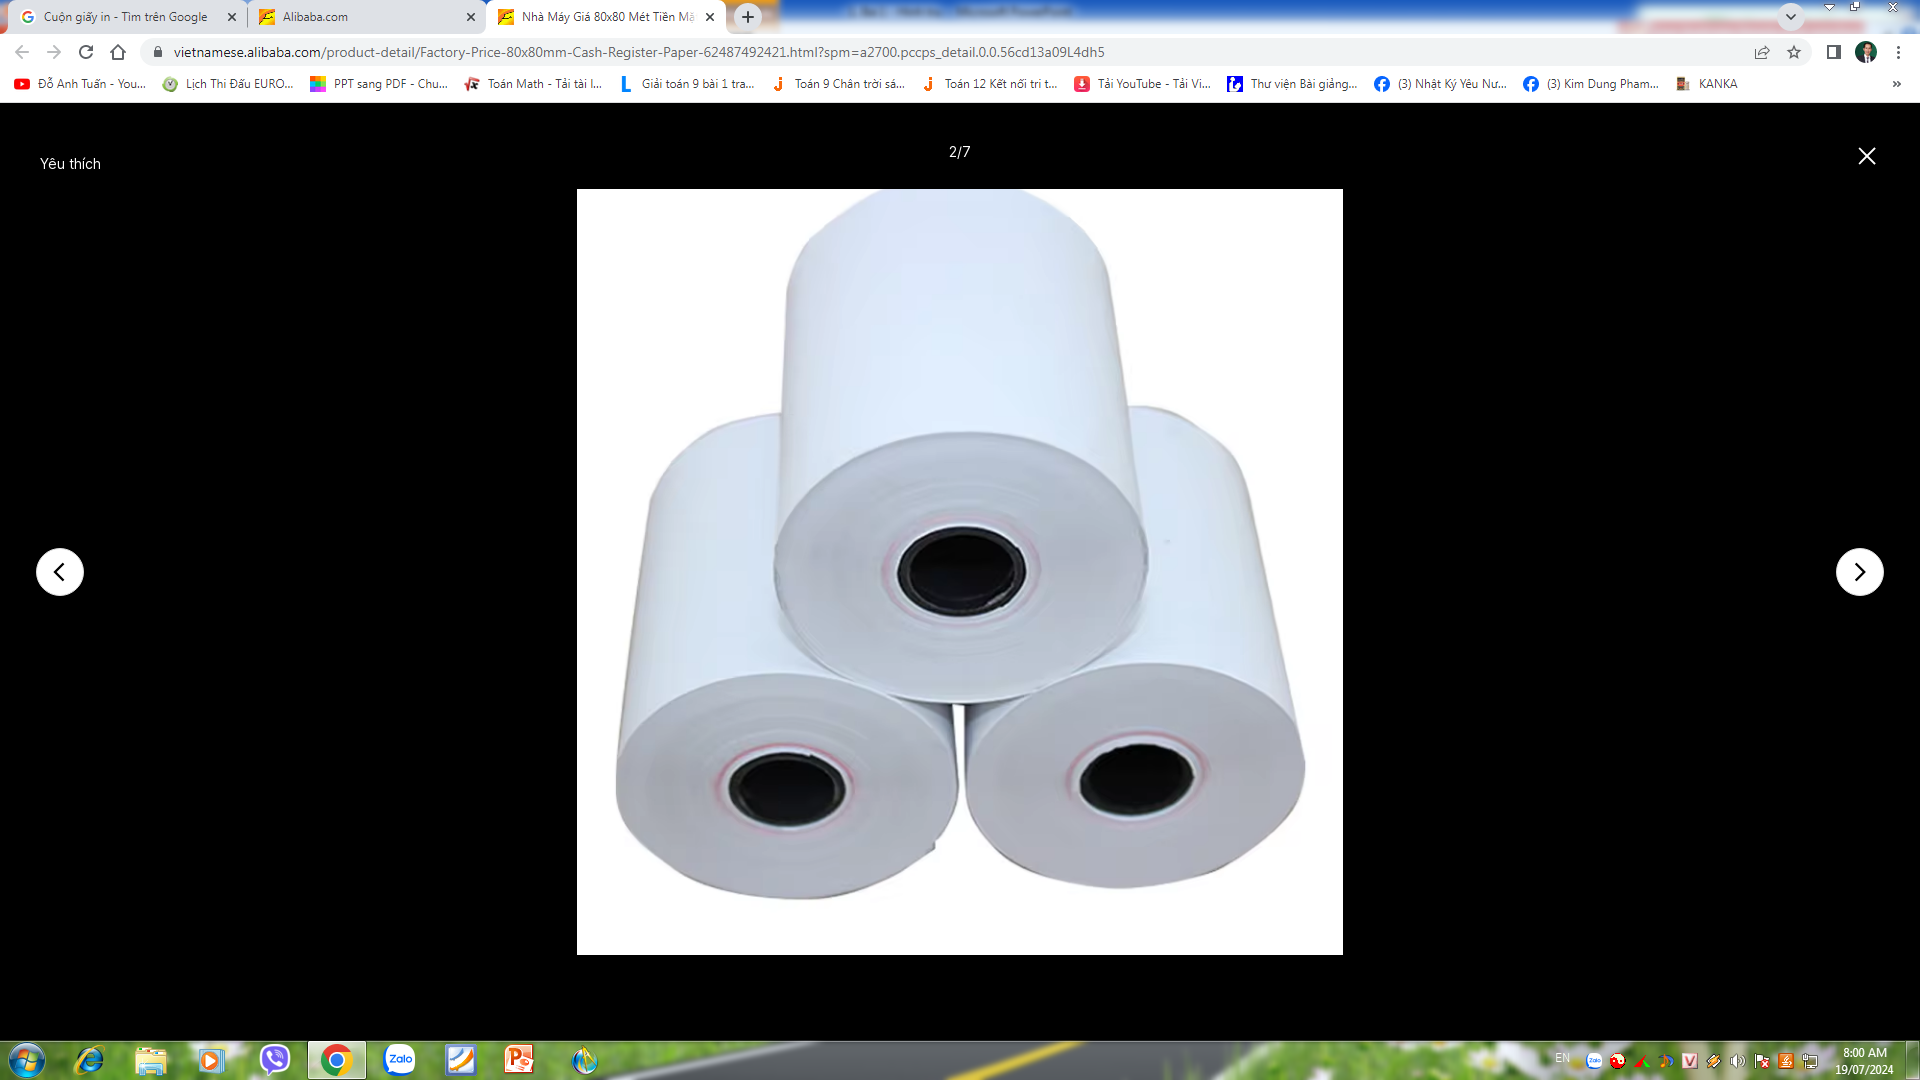 Cuộn giấy in - Tìm trên Google
Alibaba.com
Nhà Máy Giá 80x80 Mét Tiền Mặ
vietnamese.alibaba.com/product-detail/Factory-Price-80x80mm-Cash-Register-Paper-62487492421.html?spm=a2700.pccps_detail.0.0.56cd13a09L4dh5
Đỗ Anh Tuấn - You...
Lịch Thi Đấu EURO...
PPT sang PDF - Chu...
Toán Math - Tải tài l...
Giải toán 9 bài 1 tra...
Toán 9 Chân trời sá...
Toán 12 Kết nối tri t...
Tải YouTube - Tải Vi...
Thư viện Bài giảng...
(3) Nhật Ký Yêu Nư...
(3) Kim Dung Pham...
KANKA
2/7
Yêu thích
Zalo
EN
8:00 AM
19/07/2024